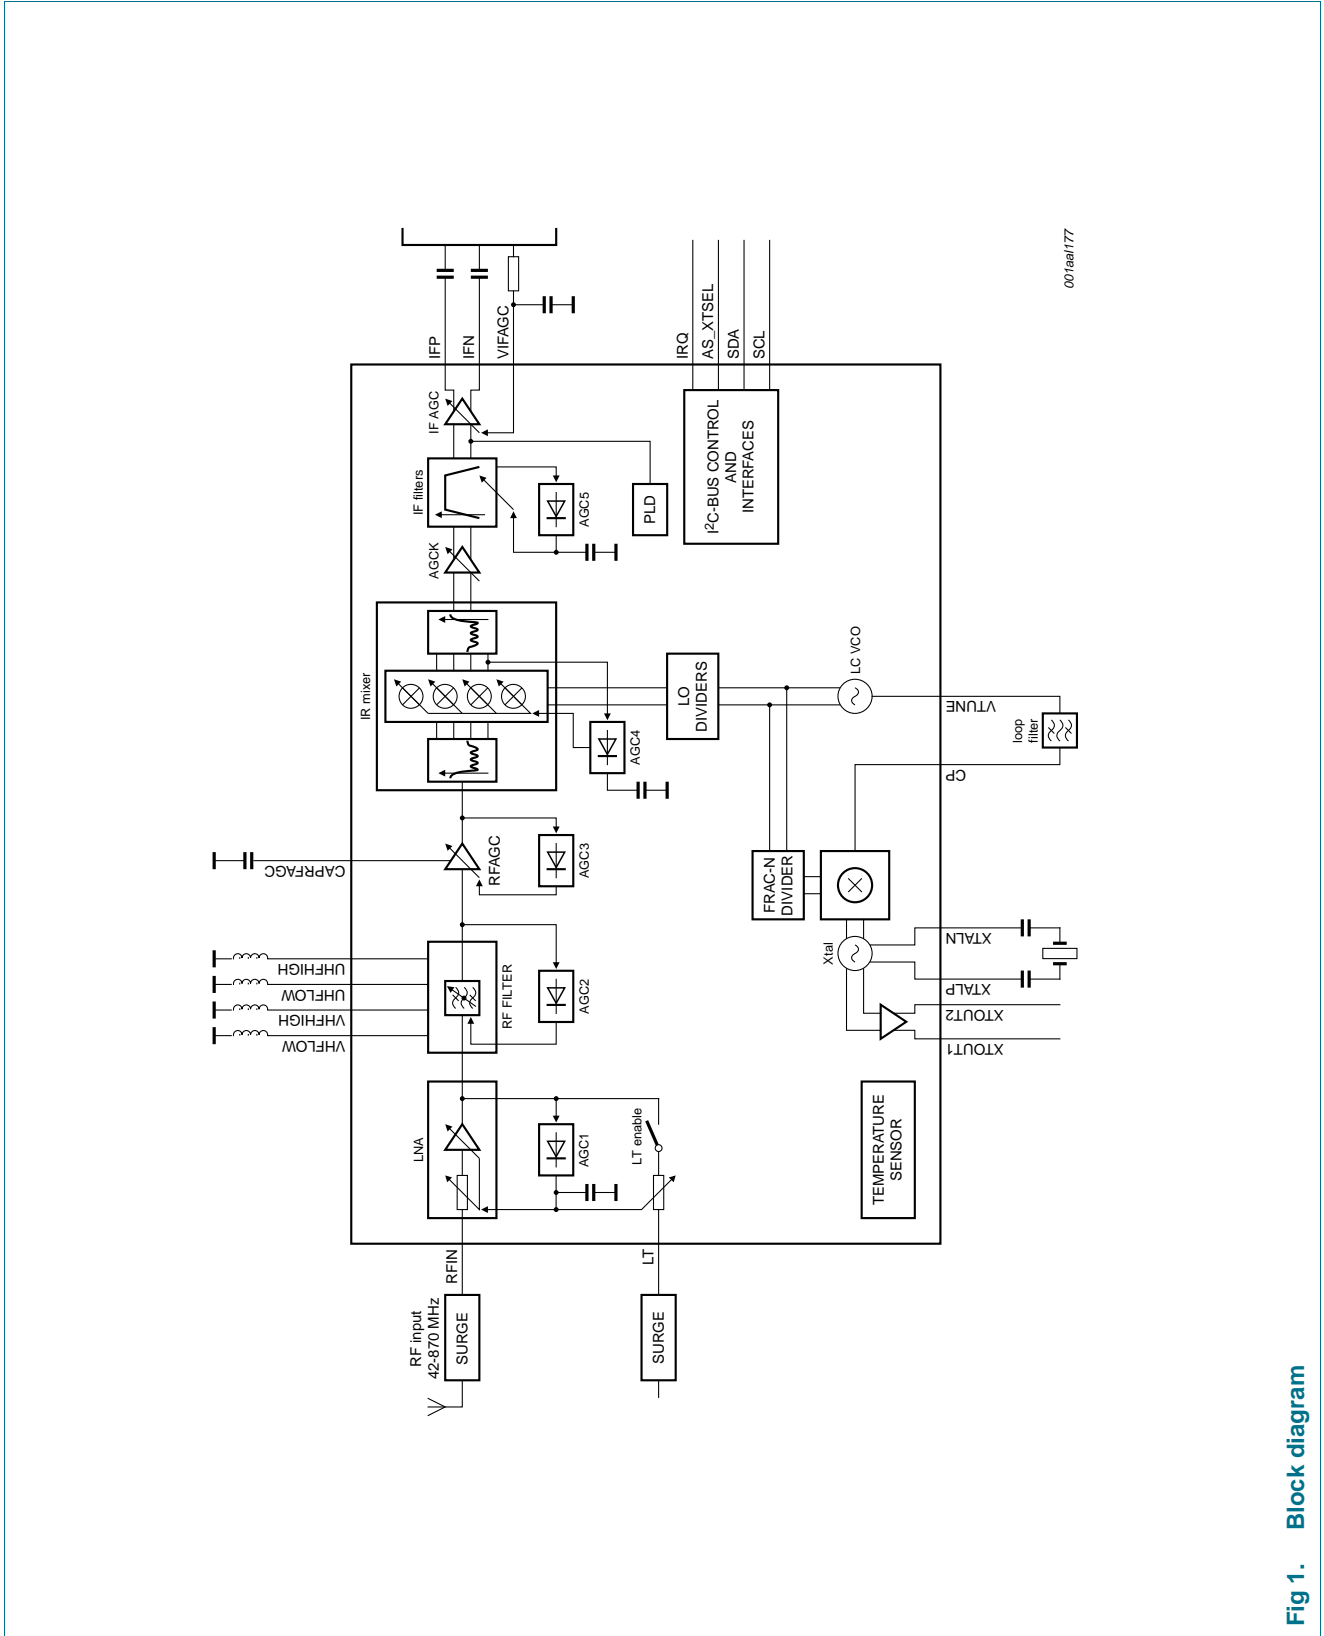 RF input
42-870 MHz
SURGE
RFIN
SURGE
LT
LNA
AGC1
LT enable
TEMPERATURE
SENSOR
VHFLOW
VHFHIGH
UHFLOW
UHFHIGH
RF FILTER
AGC2
CAPRFAGC
RFAGC
AGC3
IR mixer
AGC4
LO
DIVIDERS
LC VCO
FRAC-N
DIVIDER
Xtal
XTOUT1
XTOUT2
XTALP
XTALN
CP
VTUNE
loop
filter
AGCK
IF filters
AGC5
PLD
IF AGC
IFP
IFN
VIFAGC
I2C-BUS CONTROL
AND
INTERFACES
IRQ
AS_XTSEL
SDA
SCL
001aal177
Fig 1. Block diagram